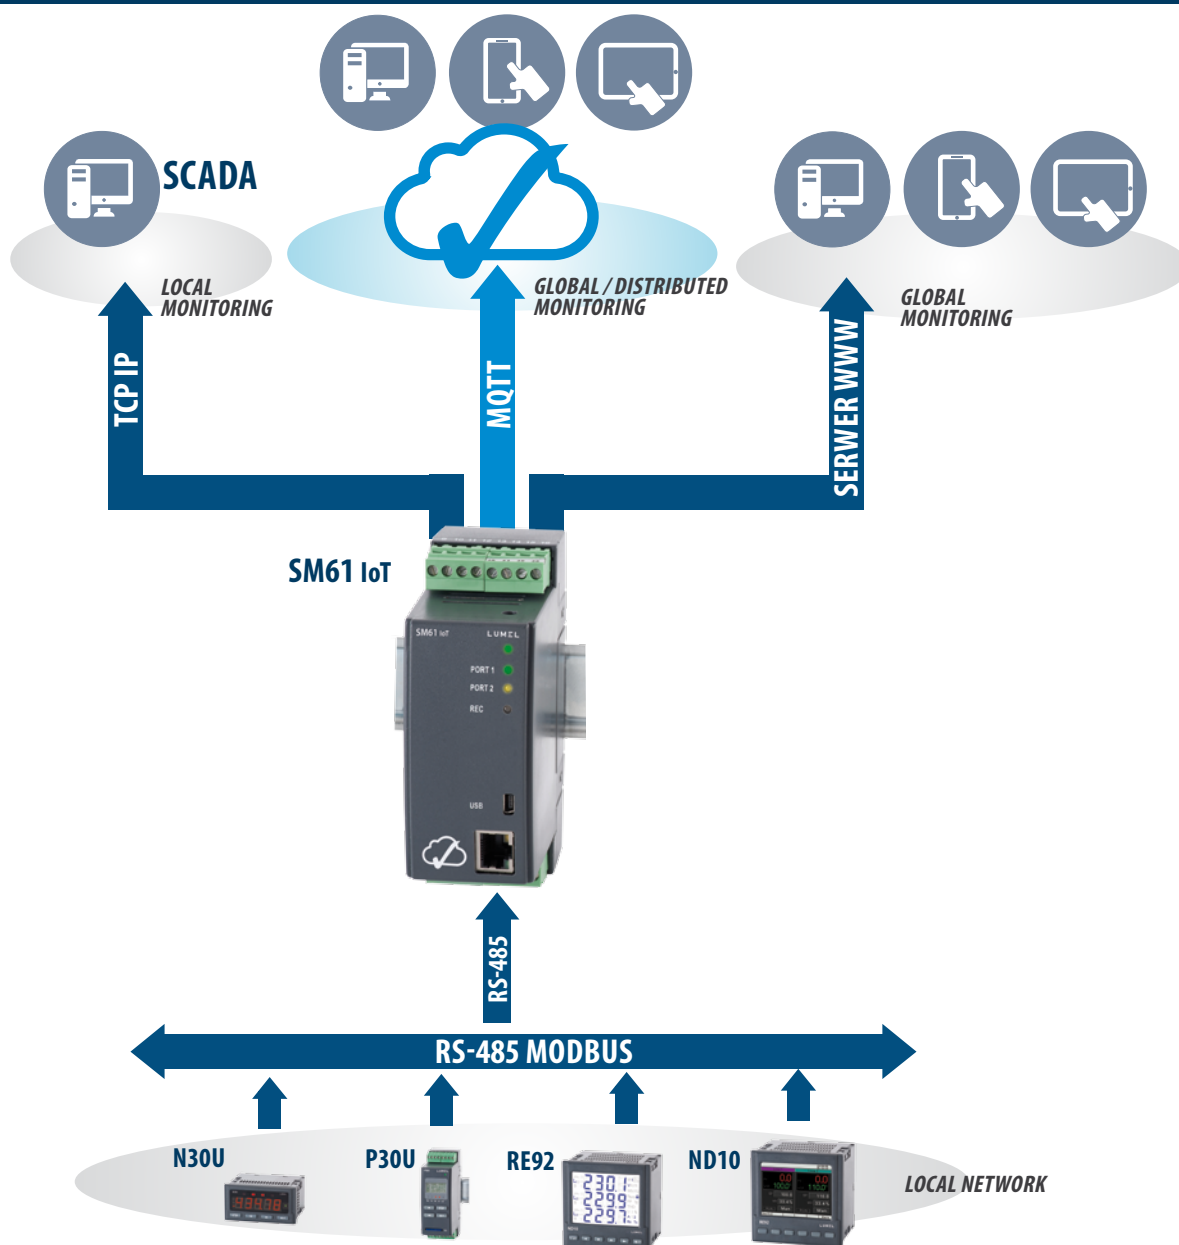 SCADA
LOCAL
MONITORING
GLOBAL / DISTRIBUTED
MONITORING
GLOBAL
MONITORING
TCP IP
MQTT
SERWER WWW
SM61 IoT
SM61 IoT LUMEL
PORT 1
PORT 2
REC
USB
RS-485
RS-485 MODBUS
N30U
P30U
RE92
ND10
LOCAL NETWORK
LUMEL